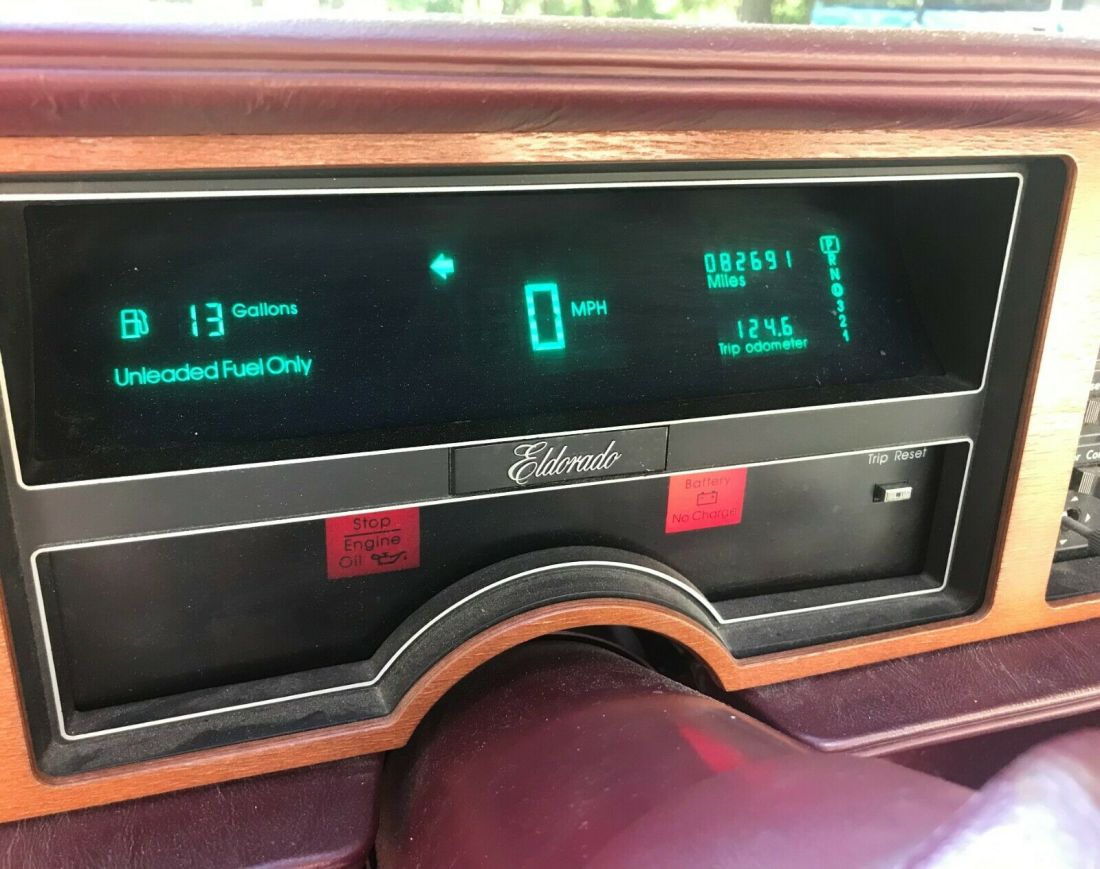 13 Gallons
Unleaded Fuel Only
0 MPH
082691
Miles
124.6
Trip odometer
P
R
N
D
3
2
1
Eldorado
Trip Reset
Stop
Engine
Oil
Battery
No Charge